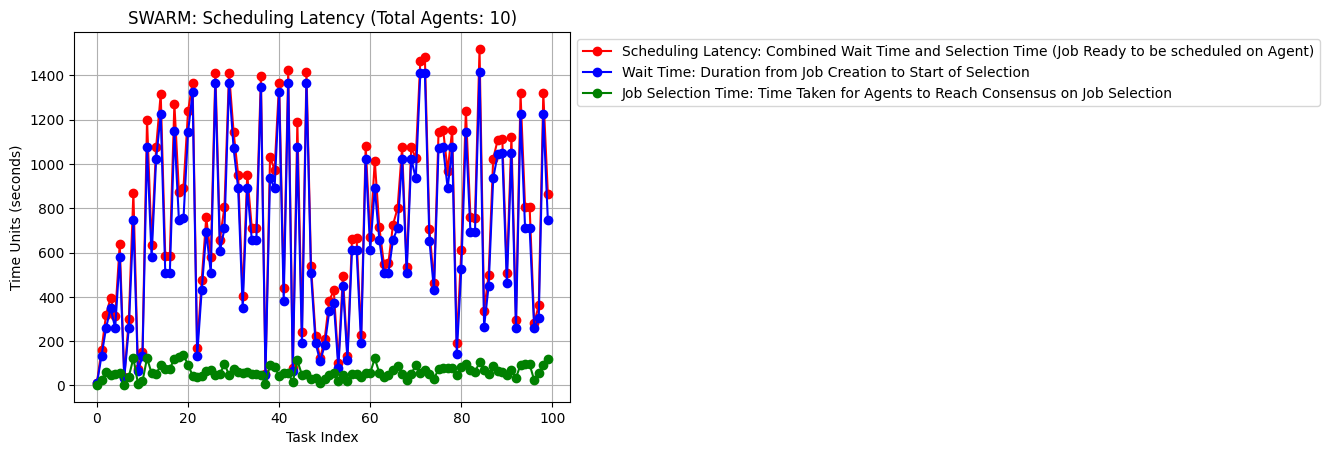 SWARM: Scheduling Latency (Total Agents: 10)
Scheduling Latency: Combined Wait Time and Selection Time (Job Ready to be scheduled on Agent)
Wait Time: Duration from Job Creation to Start of Selection
Job Selection Time: Time Taken for Agents to Reach Consensus on Job Selection
Time Units (seconds)
1400
1200
1000
800
600
400
200
0
0 20 40 60 80 100
Task Index